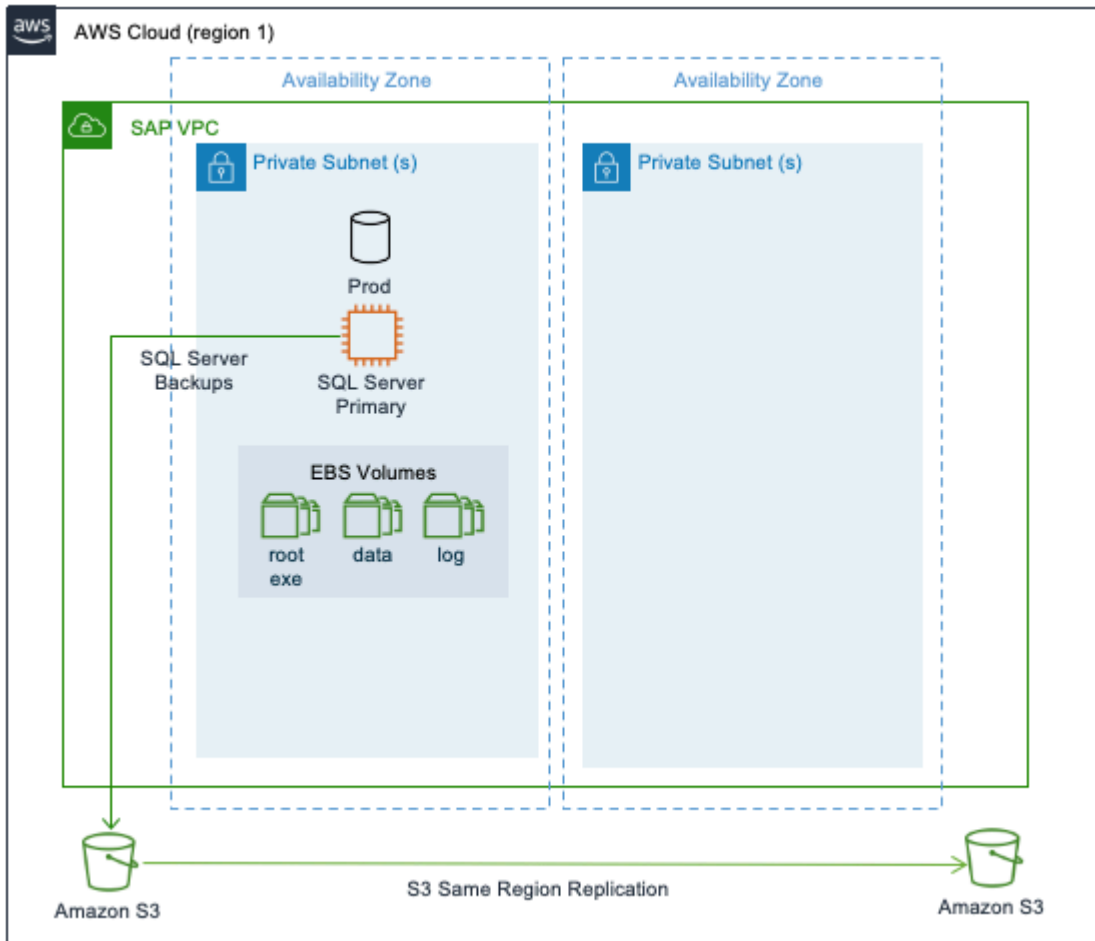 aws
AWS Cloud (region 1)
Availability Zone
Availability Zone
SAP VPC
Private Subnet (s)
Private Subnet (s)
Prod
SQL Server
Backups
SQL Server
Primary
EBS Volumes
root
exe
data
log
S3 Same Region Replication
Amazon S3
Amazon S3